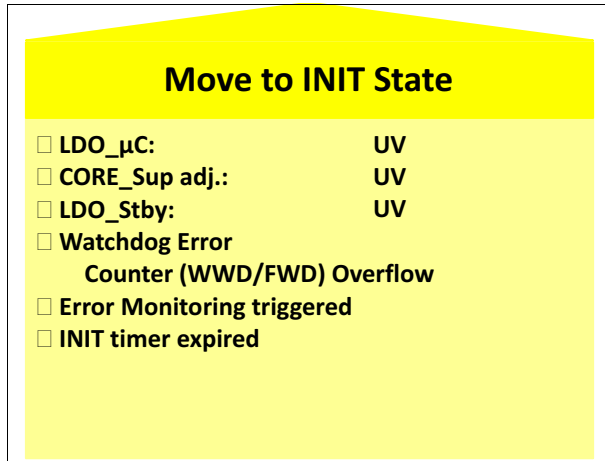 Move to INIT State
□ LDO_µC: UV
□ CORE_Sup adj.: UV
□ LDO_Stby: UV
□ Watchdog Error
Counter (WWD/FWD) Overflow
□ Error Monitoring triggered
□ INIT timer expired